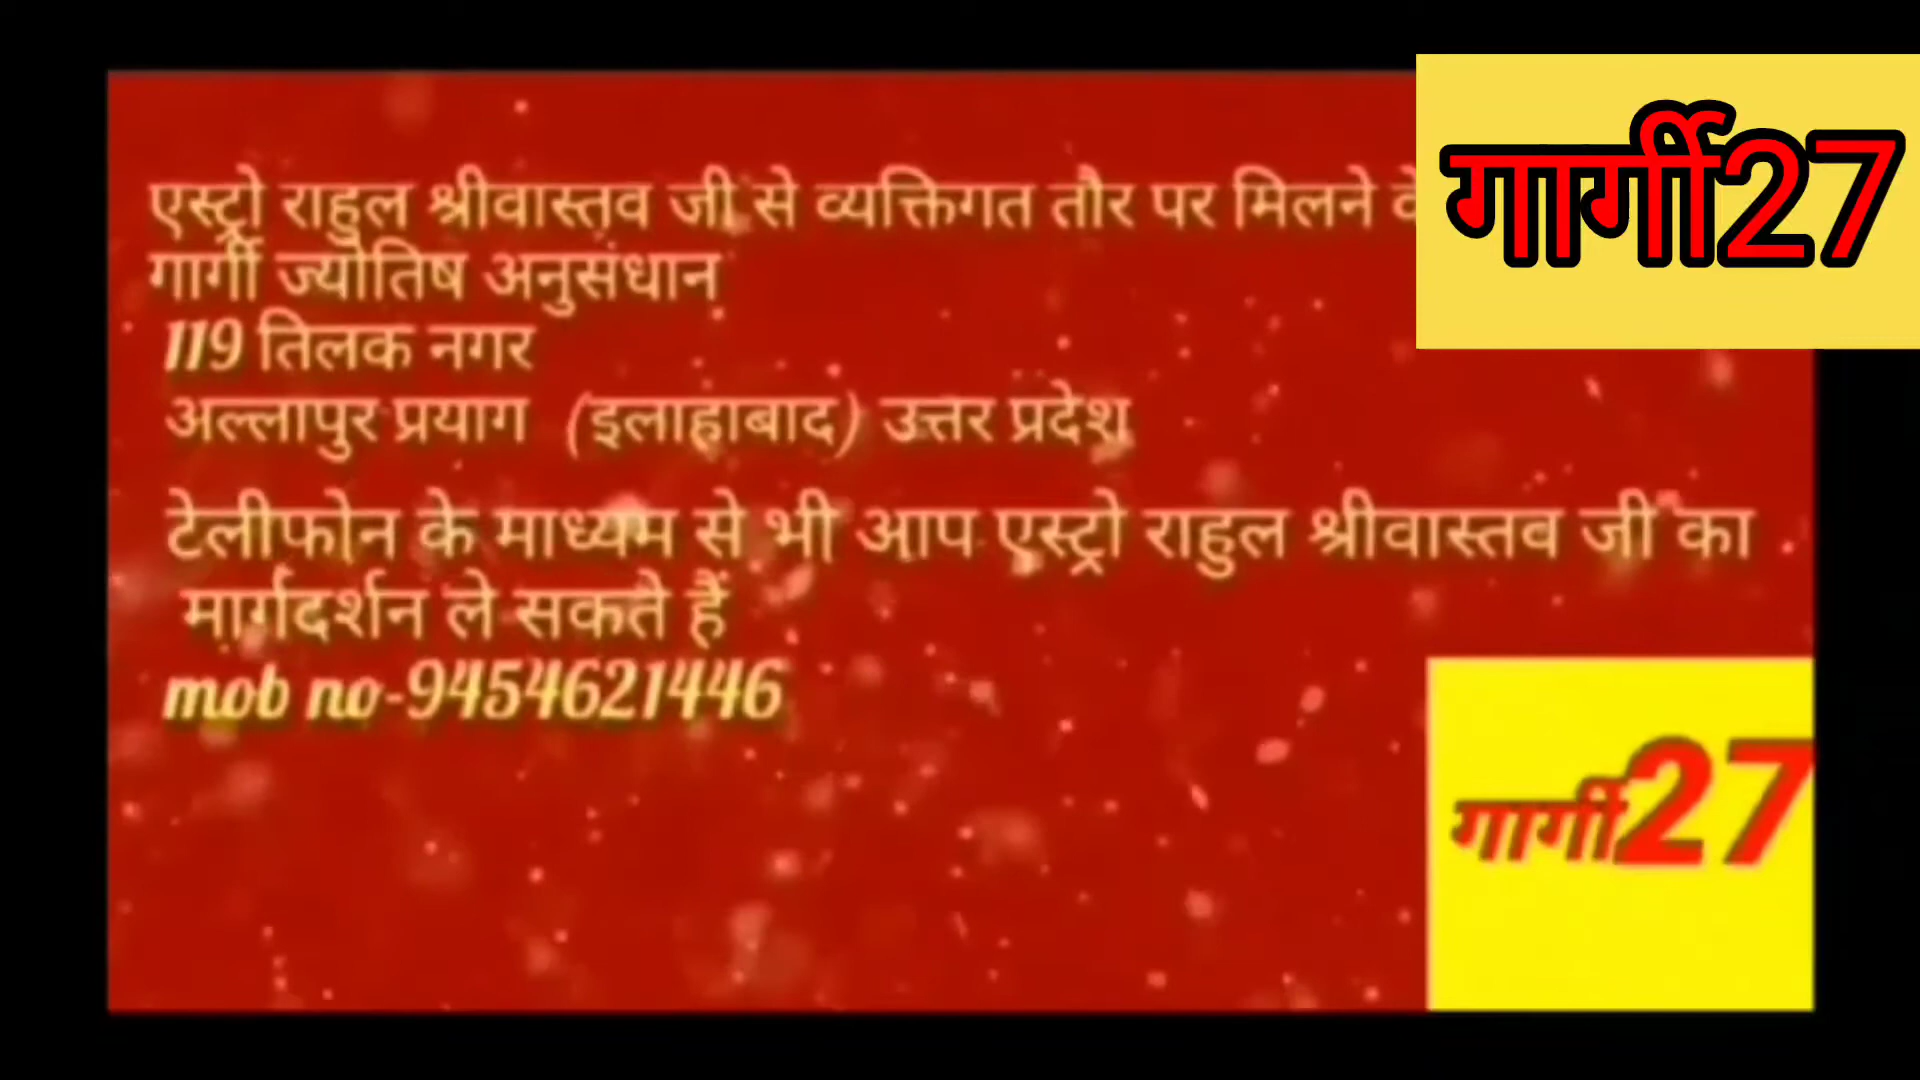 एस्ट्रो राहुल श्रीवास्तव जी से व्यक्तिगत तौर पर मिलने
गार्गी ज्योतिष अनुसंधान
119 तिलक नगर
अल्लापुर प्रयाग (इलाहाबाद) उत्तर प्रदेश
टेलीफोन के माध्यम से भी आप एस्ट्रो राहुल श्रीवास्तव जी का
मार्गदर्शन ले सकते हैं
mob no-9454621446
गार्गी27
गार्गी27